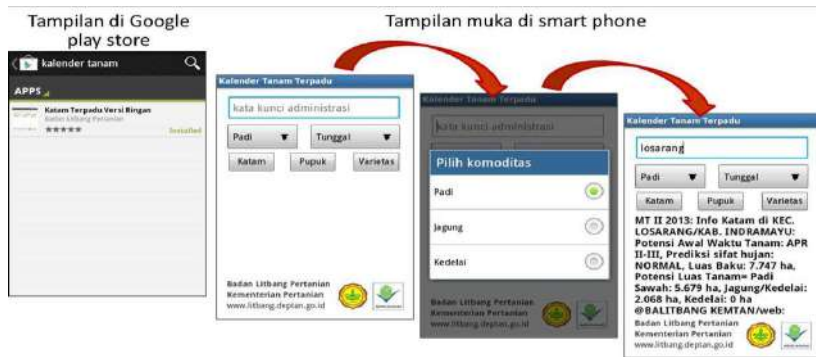 Tampilan di Google
play store
Tampilan muka di smart phone
kalender tanam
APPS
Katam Terpadu Versi Ringan
Badan Litbang Pertanian
Installed
Kalender Tanam Terpadu
kata kunci administrasi
Padi
Tunggal
Katam
Pupuk
Varietas
Badan Litbang Pertanian
Kementerian Pertanian
www.litbang.deptan.go.id
Kalender Tanam Terpadu
kata kunci administrasi
Pilih komoditas
Padi
Jagung
Kedelai
Badan Litbang Pertanian
Kementerian Pertanian
www.litbang.deptan.go.id
Kalender Tanam Terpadu
losarang
Padi
Tunggal
Katam
Pupuk
Varietas
MT II 2013: Info Katam di KEC.
LOSARANG/KAB. INDRAMAYU:
Potensi Awal Waktu Tanam: APR
II-III, Prediksi sifat hujan:
NORMAL, Luas Baku: 7.747 ha,
Potensi Luas Tanam= Padi
Sawah: 5.679 ha, Jagung/Kedelai:
2.068 ha, Kedelai: 0 ha
@BALITBANG KEMTAN/web:
Badan Litbang Pertanian
Kementerian Pertanian
www.litbang.deptan.go.id